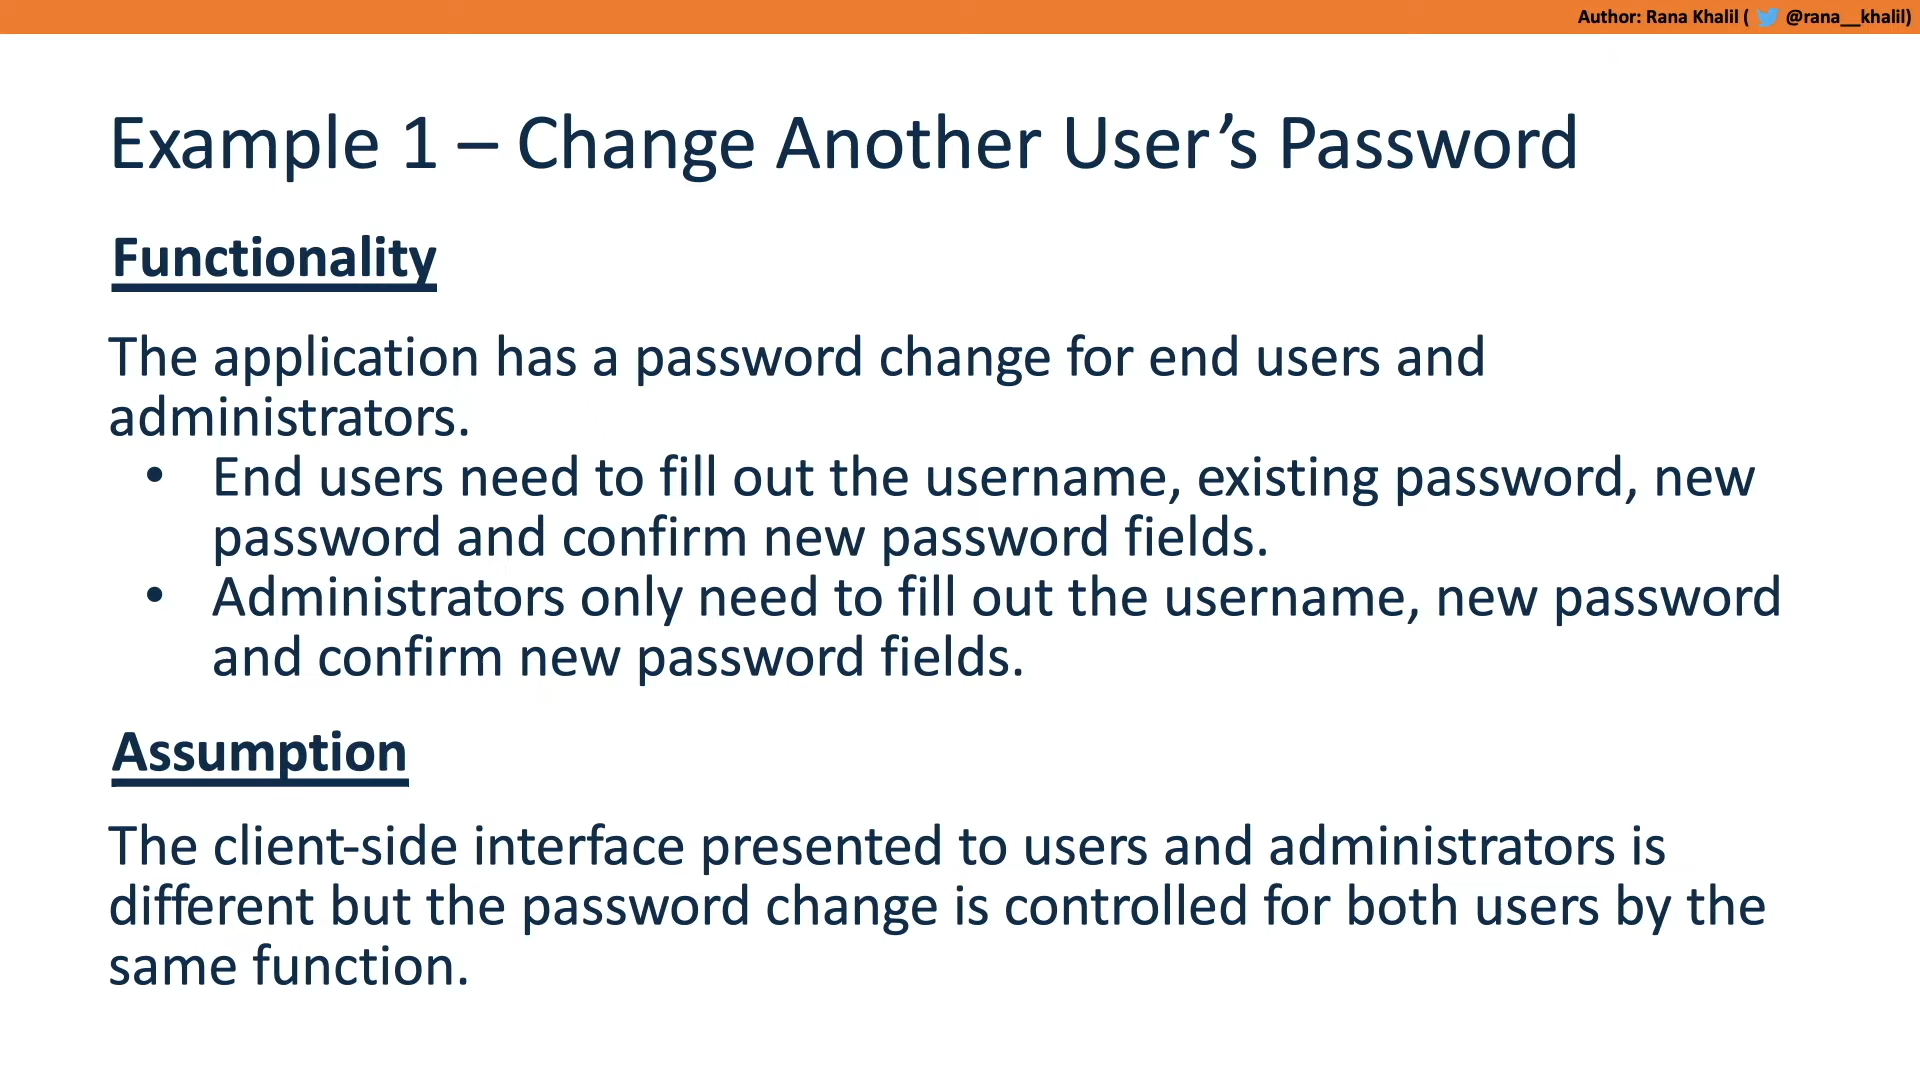 Author: Rana Khalil ( @rana__khalil)
Example 1 – Change Another User’s Password
Functionality
The application has a password change for end users and
administrators.
• End users need to fill out the username, existing password, new
password and confirm new password fields.
• Administrators only need to fill out the username, new password
and confirm new password fields.
Assumption
The client-side interface presented to users and administrators is
different but the password change is controlled for both users by the
same function.